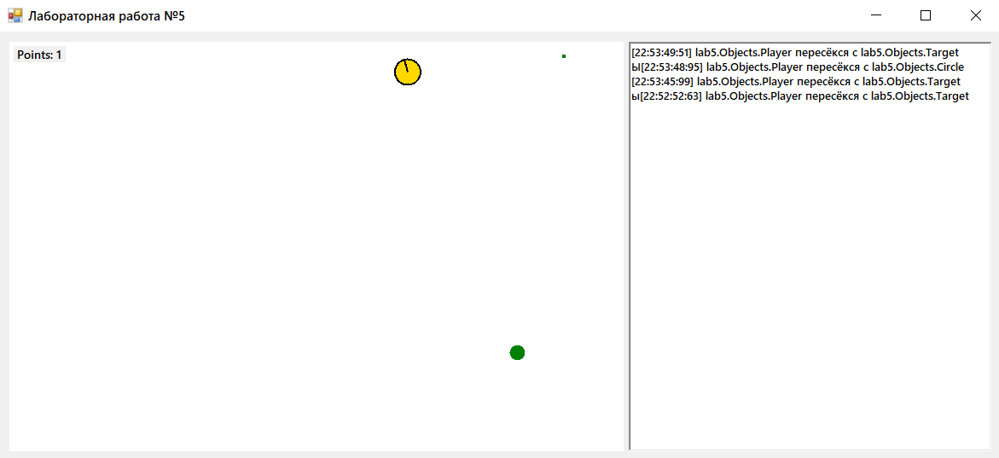 Лабораторная работа №5
Points: 1
[22:53:49:51] lab5.Objects.Player пересёкся с lab5.Objects.Target
Ы[22:53:48:95] lab5.Objects.Player пересёкся с lab5.Objects.Circle
[22:53:45:99] lab5.Objects.Player пересёкся с lab5.Objects.Target
ы[22:52:52:63] lab5.Objects.Player пересёкся с lab5.Objects.Target